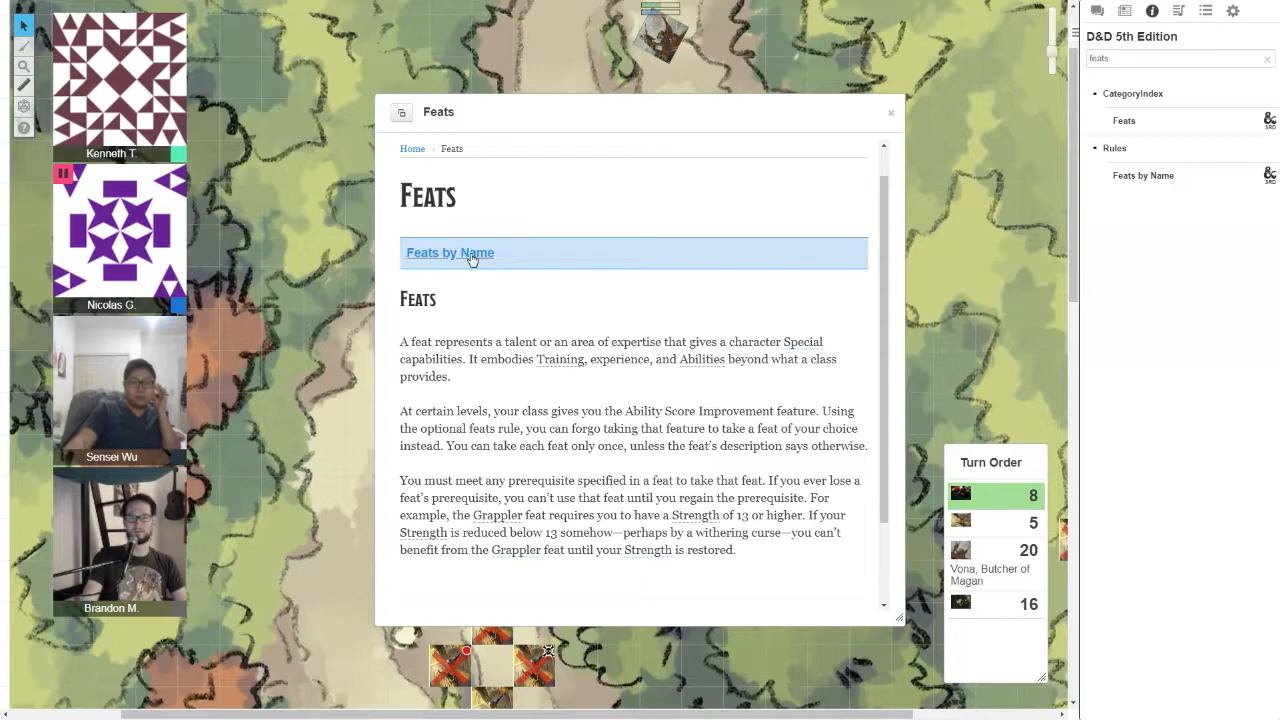 Kenneth T.
Nicolas G.
Sensei Wu
Brandon M.
Feats
Home › Feats
FEATS
Feats by Name
FEATS
A feat represents a talent or an area of expertise that gives a character Special
capabilities. It embodies Training, experience, and Abilities beyond what a class
provides.
At certain levels, your class gives you the Ability Score Improvement feature. Using
the optional feats rule, you can forgo taking that feature to take a feat of your choice
instead. You can take each feat only once, unless the feat's description says otherwise.
You must meet any prerequisite specified in a feat to take that feat. If you ever lose a
feat's prerequisite, you can't use that feat until you regain the prerequisite. For
example, the Grappler feat requires you to have a Strength of 13 or higher. If your
Strength is reduced below 13 somehow—perhaps by a withering curse—you can't
benefit from the Grappler feat until your Strength is restored.
Turn Order
8
5
20
Vona, Butcher of
Magan
16
D&D 5th Edition
feats
CategoryIndex
Feats
& SRD
Rules
Feats by Name
& SRD